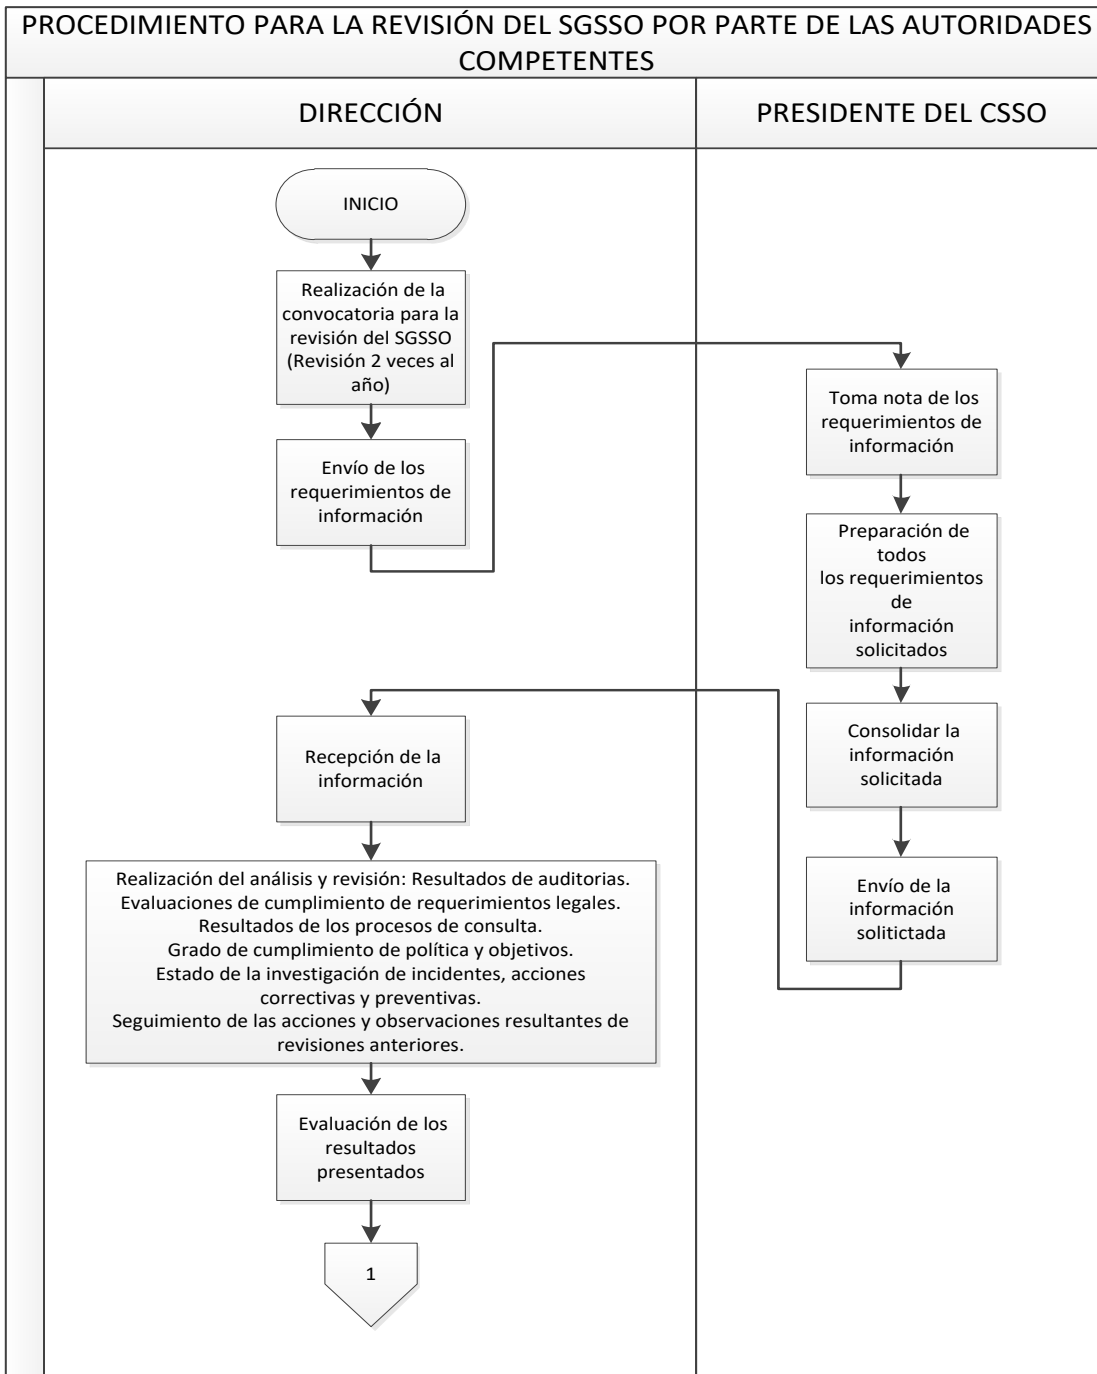 PROCEDIMIENTO PARA LA REVISIÓN DEL SGSSO POR PARTE DE LAS AUTORIDADES
COMPETENTES
DIRECCIÓN
PRESIDENTE DEL CSSO
INICIO
Realización de la
convocatoria para la
revisión del SGSSO
(Revisión 2 veces al
año)
Envío de los
requerimientos de
información
Toma nota de los
requerimientos de
información
Preparación de
todos
los requerimientos
de
información
solicitados
Consolidar la
información
solicitada
Envío de la
información
solitictada
Recepción de la
información
Realización del análisis y revisión: Resultados de auditorias.
Evaluaciones de cumplimiento de requerimientos legales.
Resultados de los procesos de consulta.
Grado de cumplimiento de política y objetivos.
Estado de la investigación de incidentes, acciones
correctivas y preventivas.
Seguimiento de las acciones y observaciones resultantes de
revisiones anteriores.
Evaluación de los
resultados
presentados
1